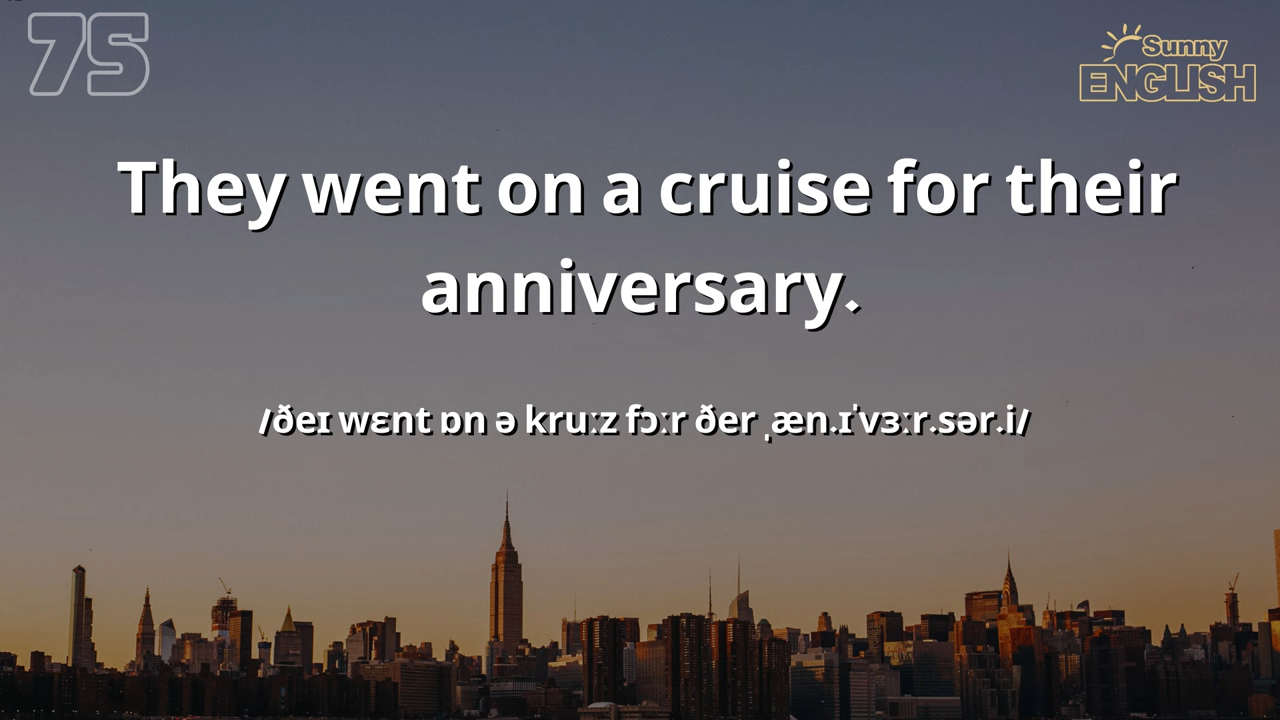 75
Sunny
ENGLISH
They went on a cruise for their
anniversary.
/ðeɪ wɛnt ɒn ə kruːz fɔːr ðer ˌæn.ɪˈvɜːr.sər.i/